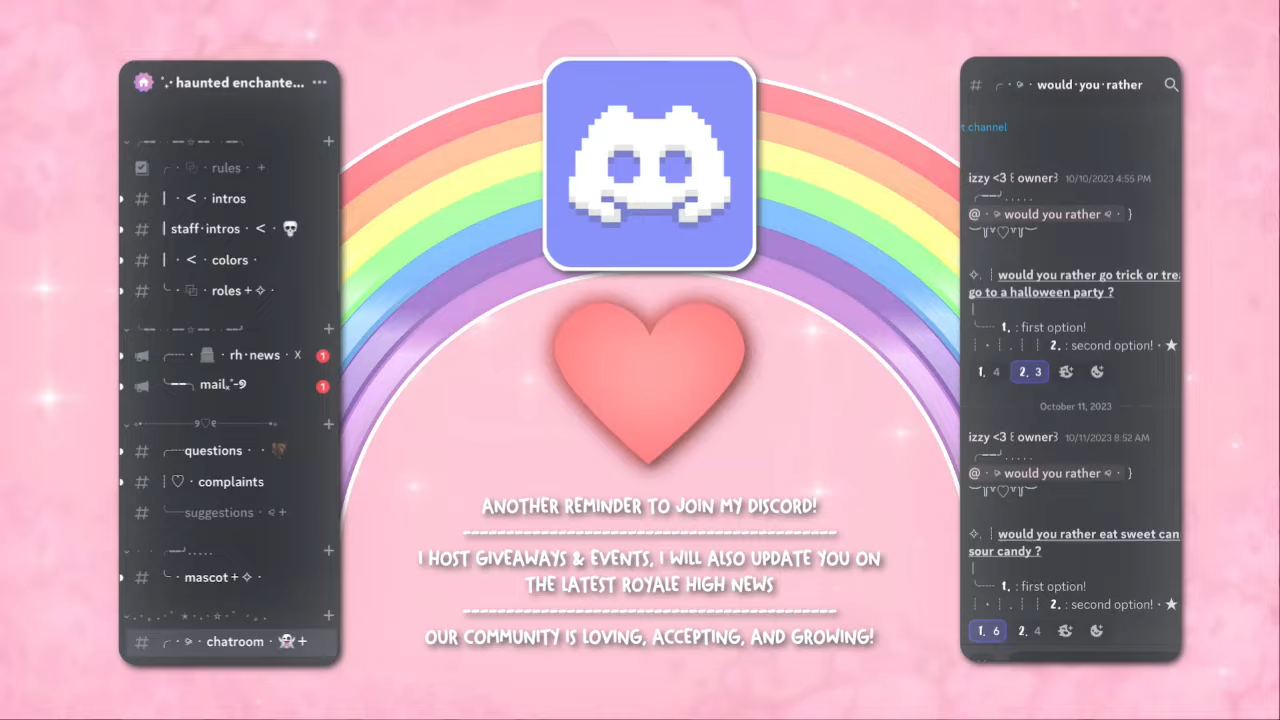 haunted enchante...
rules
intros
staff·intros
colors
roles
rh·news
1
mail
1
questions
complaints
suggestions
mascot
chatroom
ANOTHER REMINDER TO JOIN MY DISCORD!
I HOST GIVEAWAYS & EVENTS, I WILL ALSO UPDATE YOU ON
THE LATEST ROYALE HIGH NEWS
OUR COMMUNITY IS LOVING, ACCEPTING, AND GROWING!
would·you·rather
t channel
izzy <3 ꒰ owner꒱ 10/10/2023 4:55 PM
@ would you rather
would you rather go trick or trea
go to a halloween party ?
1. : first option!
2. : second option! · ★
1. 4 2. 3
October 11, 2023
izzy <3 ꒰ owner꒱ 10/11/2023 8:52 AM
@ would you rather
would you rather eat sweet can
sour candy ?
1. : first option!
2. : second option! · ★
1. 6 2. 4